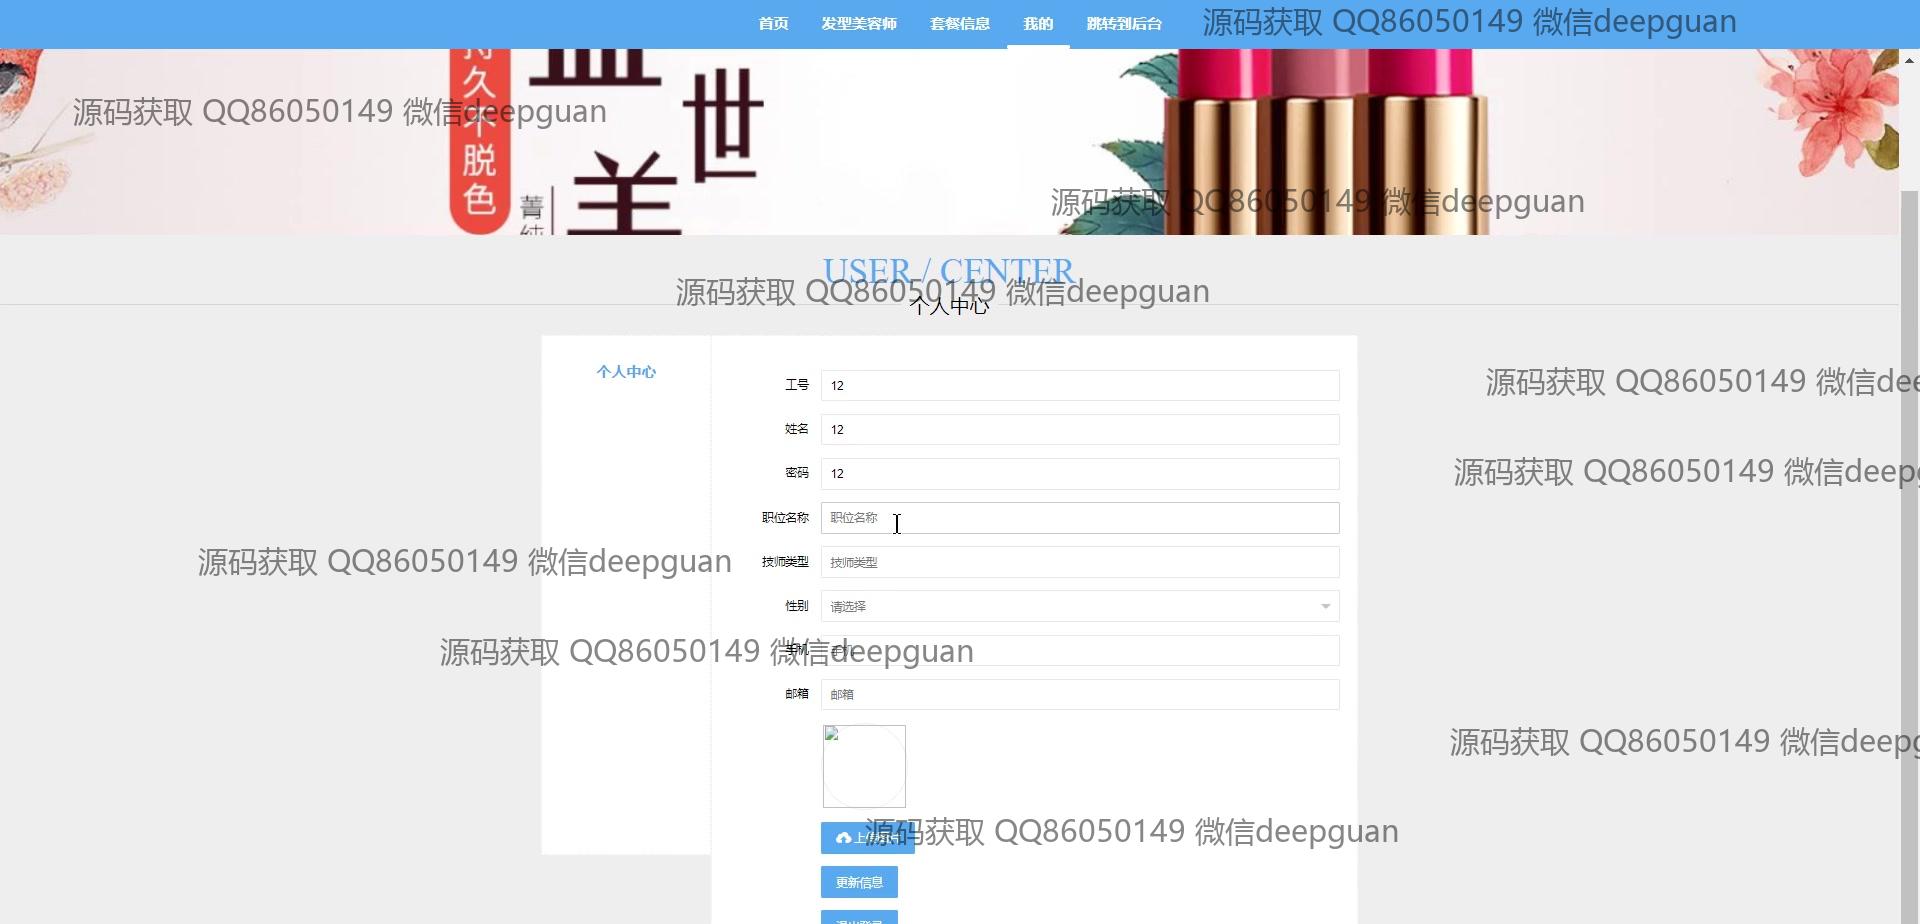 首页 发型美容师 套餐信息 我的 跳转到后台
源码获取 QQ86050149 微信deepguan
持久不脱色
世
美
菁
源码获取 QQ86050149 微信deepguan
源码获取 QQ86050149 微信deepguan
USER / CENTER
源码获取 QQ86050149 微信deepguan
个人中心
个人中心
工号 12
源码获取 QQ86050149 微信dee
姓名 12
密码 12
源码获取 QQ86050149 微信deep
职位名称 职位名称
技师类型 技师类型
源码获取 QQ86050149 微信deepguan
性别 请选择
手机 手机
源码获取 QQ86050149 微信deepguan
邮箱 邮箱
源码获取 QQ86050149 微信deep
上传图片
源码获取 QQ86050149 微信deepguan
更新信息
退出登录